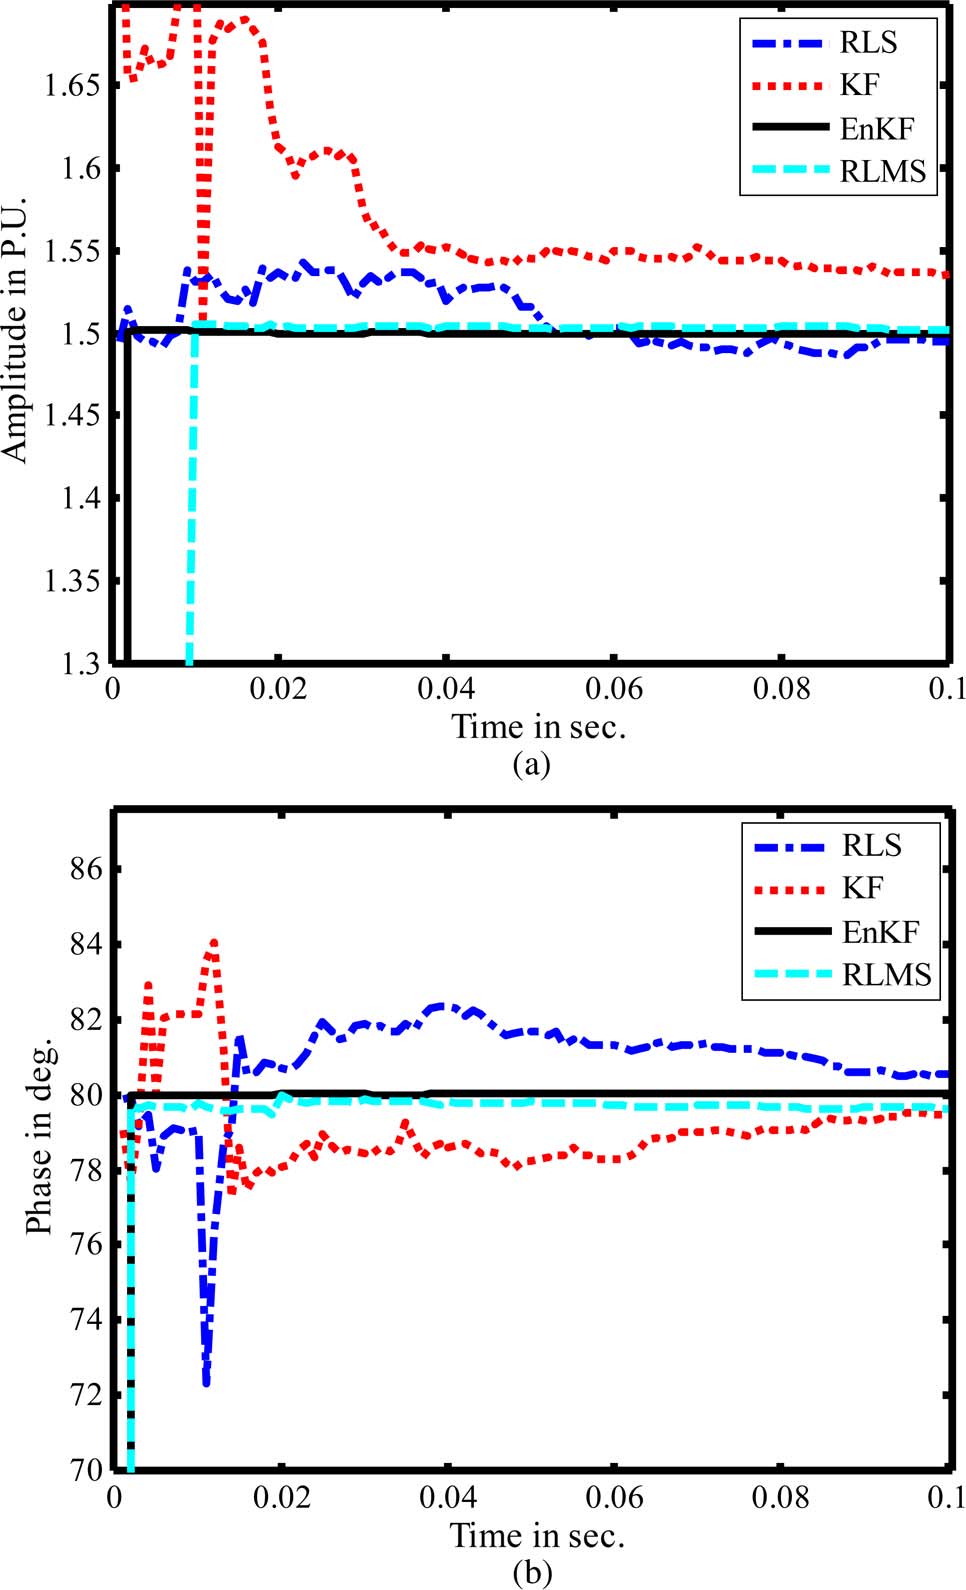 RLS
KF
EnKF
RLMS
Amplitude in P.U.
1.65
1.6
1.55
1.5
1.45
1.4
1.35
1.3
0 0.02 0.04 0.06 0.08 0.1
Time in sec.
(a)
RLS
KF
EnKF
RLMS
Phase in deg.
86
84
82
80
78
76
74
72
70
0 0.02 0.04 0.06 0.08 0.1
Time in sec.
(b)